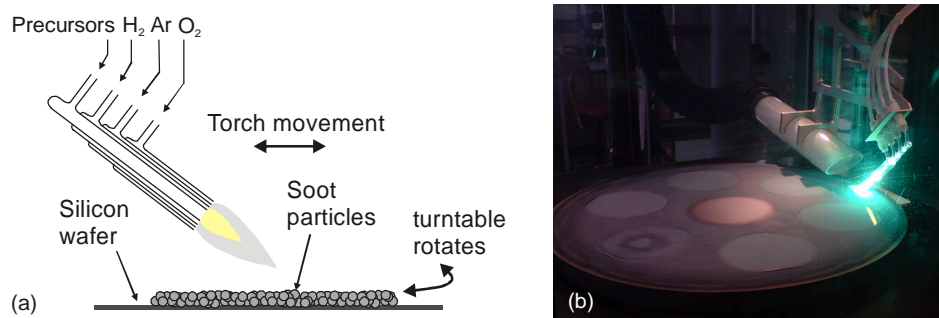 Precursors H₂ Ar O₂
Torch movement
Soot
particles
Silicon
wafer
turntable
rotates
(a)
(b)